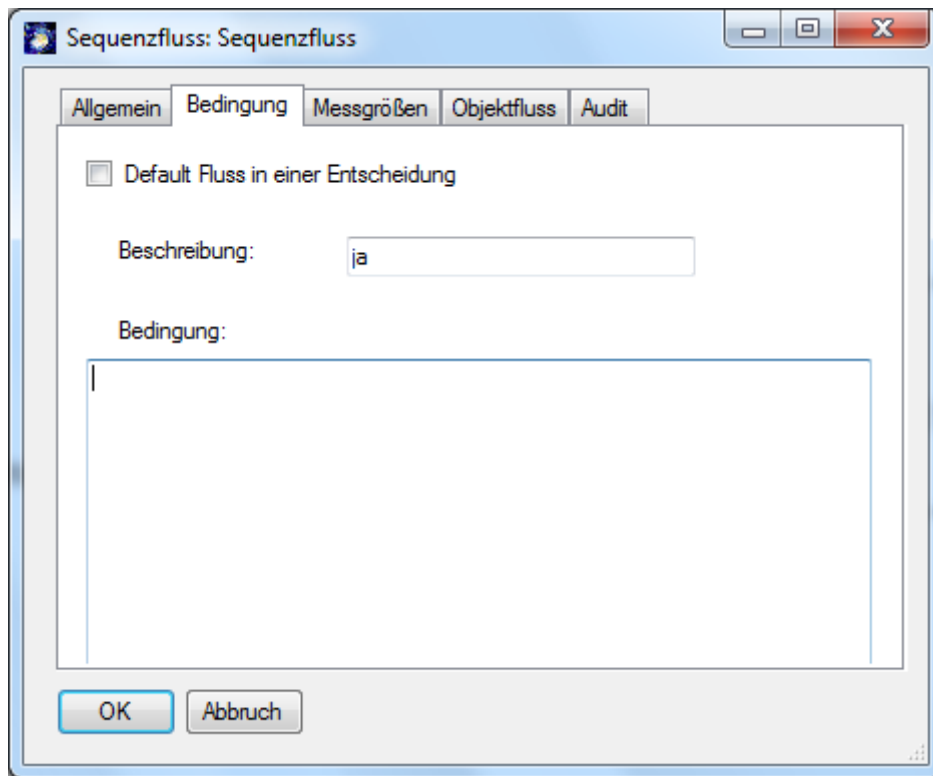 Sequenzfluss: Sequenzfluss
Allgemein Bedingung Messgrößen Objektfluss Audit
Default Fluss in einer Entscheidung
Beschreibung: ja
Bedingung:
OK Abbruch